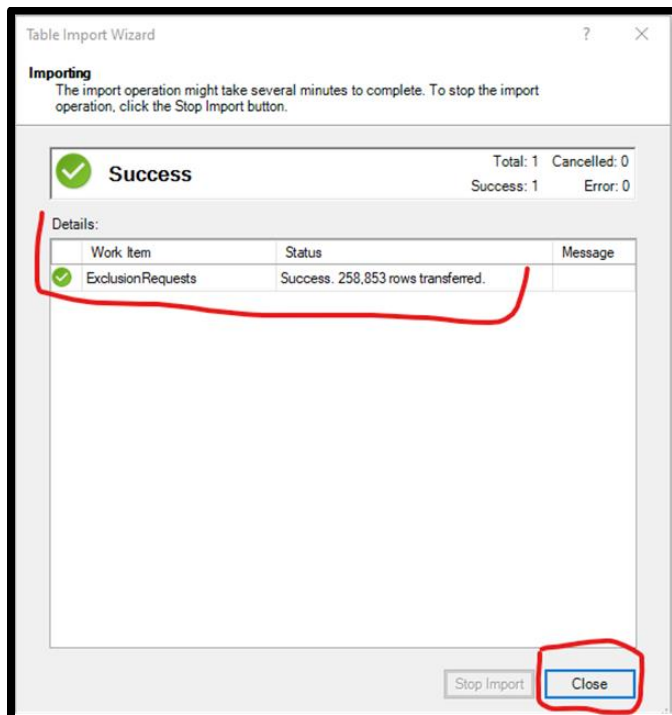 Table Import Wizard
Importing
The import operation might take several minutes to complete. To stop the import
operation, click the Stop Import button.
Success
Total: 1 Cancelled: 0
Success: 1 Error: 0
Details:
Work Item Status Message
ExclusionRequests Success. 258,853 rows transferred.
Stop Import Close